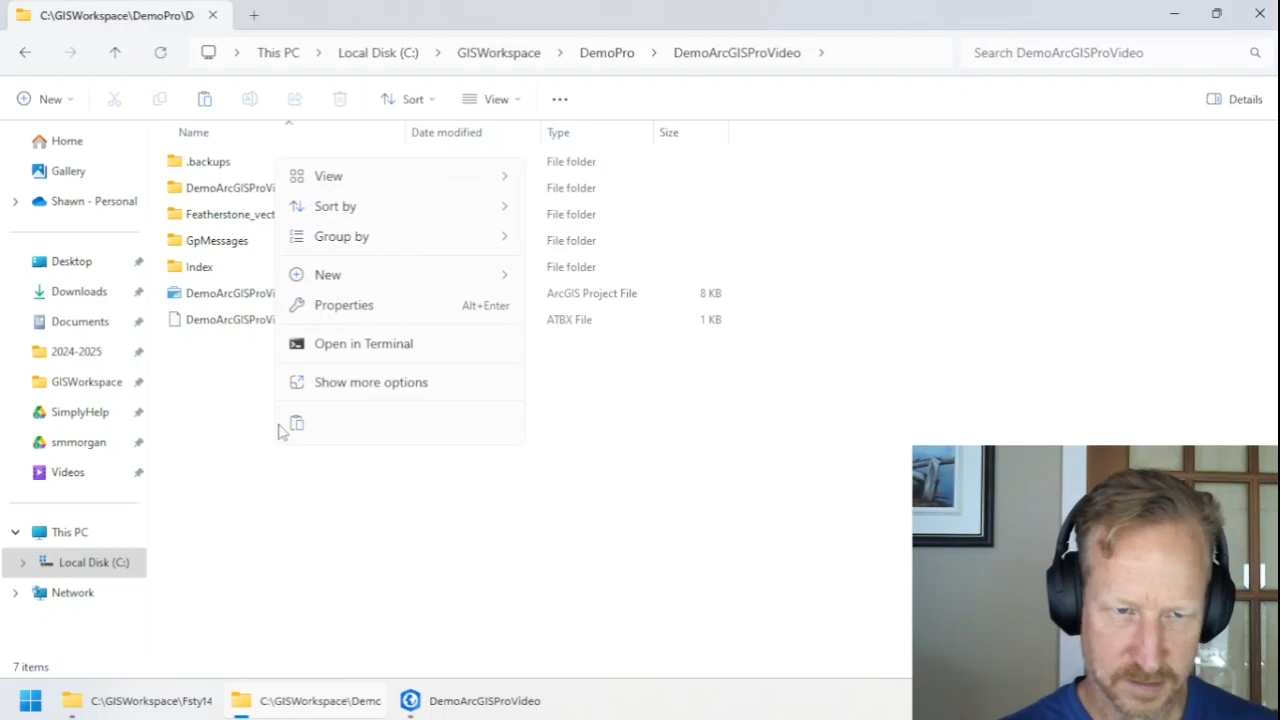 C:\GISWorkspace\DemoPro\D
This PC Local Disk (C:) GISWorkspace DemoPro DemoArcGISProVideo
Search DemoArcGISProVideo
New Sort View Details
Name Date modified Type Size
Home
Gallery
Shawn - Personal
Desktop
Downloads
Documents
2024-2025
GISWorkspace
SimplyHelp
smmorgan
Videos
This PC
Local Disk (C:)
Network
.backups File folder
DemoArcGISProVi File folder
Featherstone_vect File folder
GpMessages File folder
Index File folder
DemoArcGISProVi ArcGIS Project File 8 KB
DemoArcGISProVi ATBX File 1 KB
View
Sort by
Group by
New
Properties Alt+Enter
Open in Terminal
Show more options
7 items
C:\GISWorkspace\Fsty14 C:\GISWorkspace\Demo DemoArcGISProVideo